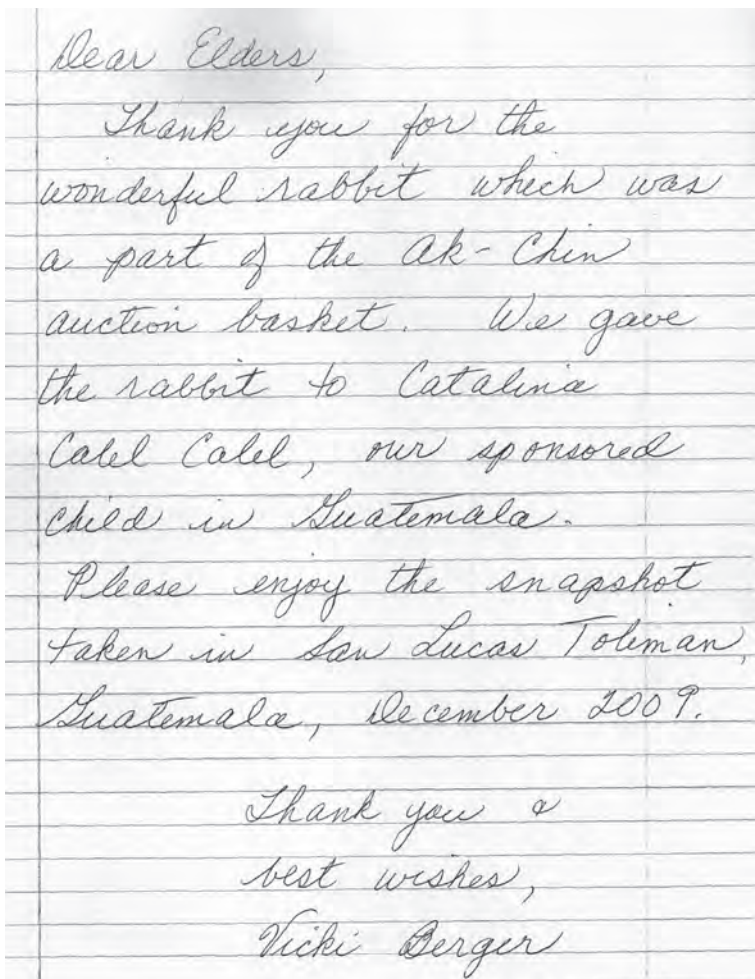 Dear Elders,
Thank you for the
wonderful rabbit which was
a part of the Ak-Chin
auction basket. We gave
the rabbit to Catalina
Calel Calel, our sponsored
child in Guatemala.
Please enjoy the snapshot
taken in San Lucas Toliman,
Guatemala, December 2009.
Thank you &
best wishes,
Vicki Berger